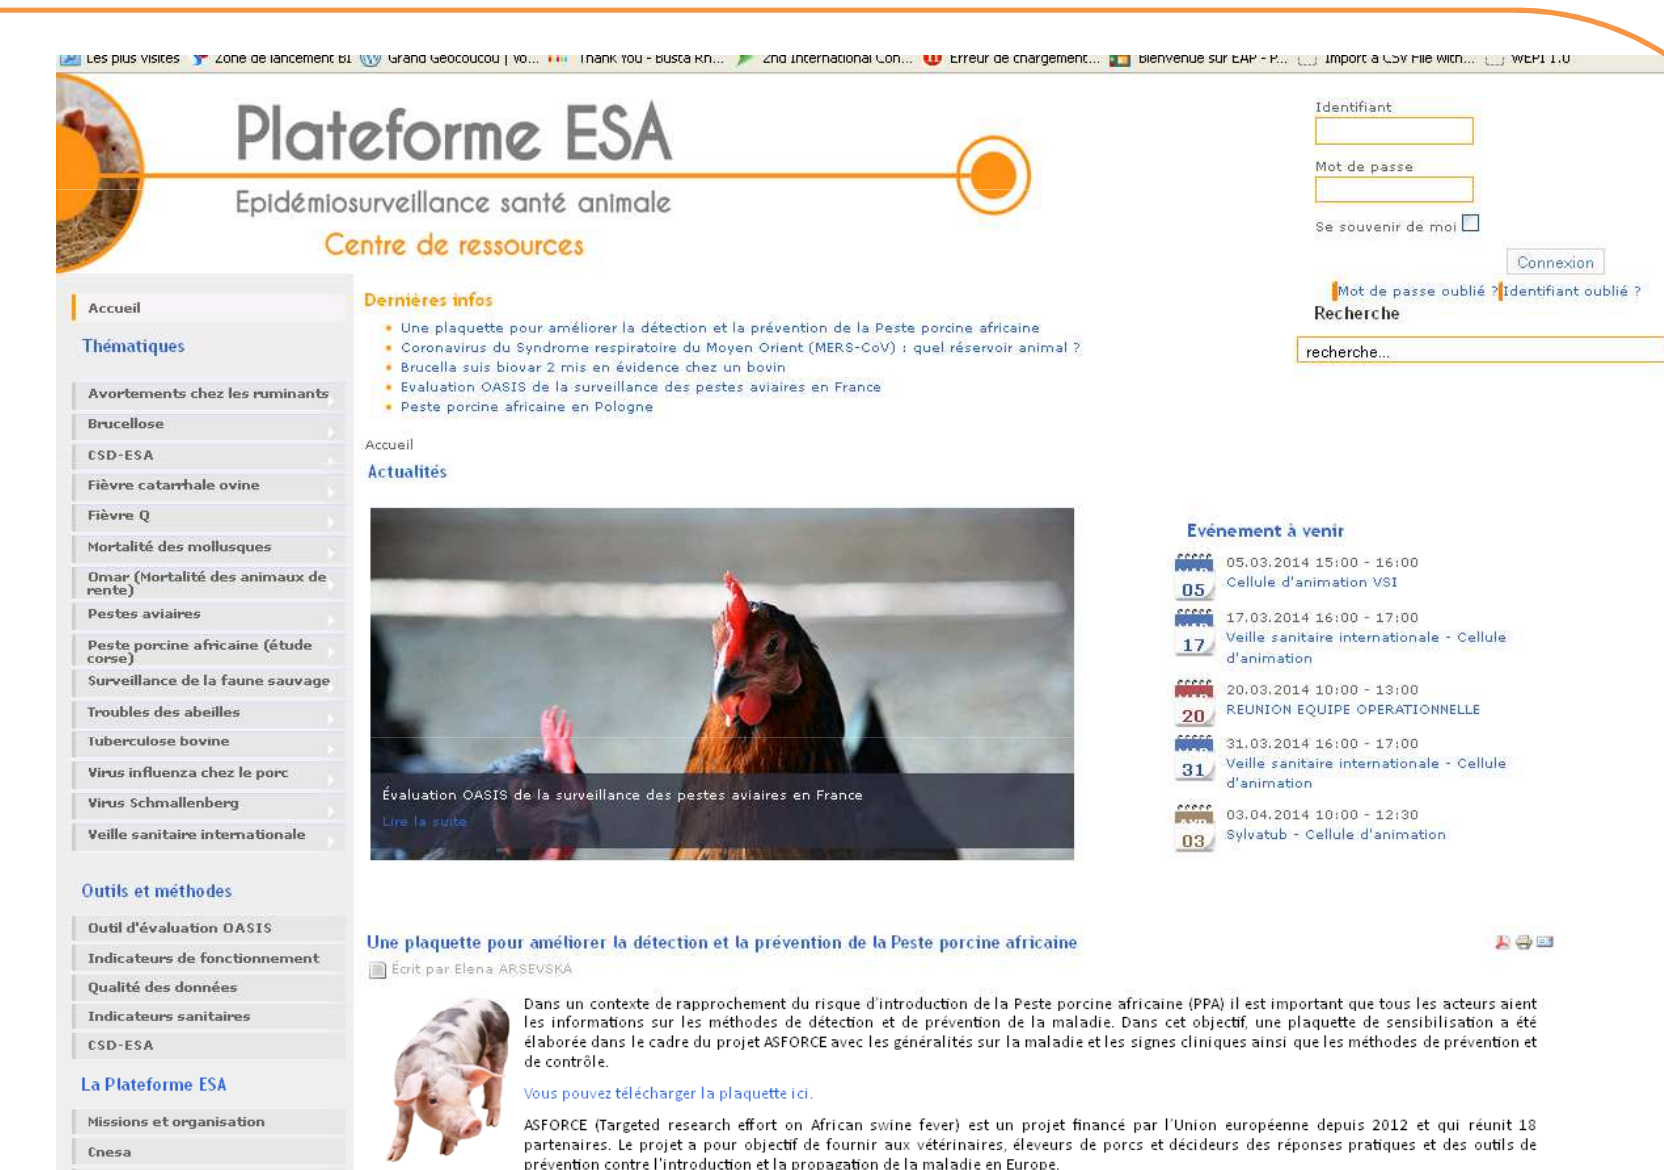 Les plus visités Zone de lancement BI Grand Géocoucou | Vo... Thank You - Busta Rh... 2nd International Con... Erreur de chargement... Bienvenue sur EAP - P... Import a CSV File with... WEPI 1.0
Plateforme ESA
Epidémiosurveillance santé animale
Centre de ressources
Identifiant
Mot de passe
Se souvenir de moi
Connexion
Mot de passe oublié ? Identifiant oublié ?
Recherche
recherche...
Accueil
Thématiques
Avortements chez les ruminants
Brucellose
CSD-ESA
Fièvre catarrhale ovine
Fièvre Q
Mortalité des mollusques
Omar (Mortalité des animaux de
rente)
Pestes aviaires
Peste porcine africaine (étude
corse)
Surveillance de la faune sauvage
Troubles des abeilles
Tuberculose bovine
Virus influenza chez le porc
Virus Schmallenberg
Veille sanitaire internationale
Outils et méthodes
Outil d'évaluation OASIS
Indicateurs de fonctionnement
Qualité des données
Indicateurs sanitaires
CSD-ESA
La Plateforme ESA
Missions et organisation
Cnesa
Dernières infos
Une plaquette pour améliorer la détection et la prévention de la Peste porcine africaine
Coronavirus du Syndrome respiratoire du Moyen Orient (MERS-CoV) : quel réservoir animal ?
Brucella suis biovar 2 mis en évidence chez un bovin
Evaluation OASIS de la surveillance des pestes aviaires en France
Peste porcine africaine en Pologne
Accueil
Actualités
Évaluation OASIS de la surveillance des pestes aviaires en France
Lire la suite
Evénement à venir
05.03.2014 15:00 - 16:00
05 Cellule d'animation VSI
17.03.2014 16:00 - 17:00
17 Veille sanitaire internationale - Cellule
d'animation
20.03.2014 10:00 - 13:00
20 REUNION EQUIPE OPERATIONNELLE
31.03.2014 16:00 - 17:00
31 Veille sanitaire internationale - Cellule
d'animation
03.04.2014 10:00 - 12:30
03 Sylvatub - Cellule d'animation
Une plaquette pour améliorer la détection et la prévention de la Peste porcine africaine
Écrit par Elena ARSEVSKA
Dans un contexte de rapprochement du risque d'introduction de la Peste porcine africaine (PPA) il est important que tous les acteurs aient
les informations sur les méthodes de détection et de prévention de la maladie. Dans cet objectif, une plaquette de sensibilisation a été
élaborée dans le cadre du projet ASFORCE avec les généralités sur la maladie et les signes cliniques ainsi que les méthodes de prévention et
de contrôle.
Vous pouvez télécharger la plaquette ici.
ASFORCE (Targeted research effort on African swine fever) est un projet financé par l'Union européenne depuis 2012 et qui réunit 18
partenaires. Le projet a pour objectif de fournir aux vétérinaires, éleveurs de porcs et décideurs des réponses pratiques et des outils de
prévention contre l'introduction et la propagation de la maladie en Europe.